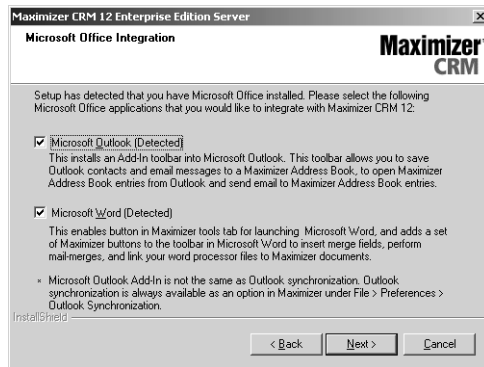 Maximizer CRM 12 Enterprise Edition Server
Microsoft Office Integration
Maximizer
CRM
Setup has detected that you have Microsoft Office installed. Please select the following
Microsoft Office applications that you would like to integrate with Maximizer CRM 12:
Microsoft Outlook (Detected)
This installs an Add-In toolbar into Microsoft Outlook. This toolbar allows you to save
Outlook contacts and email messages to a Maximizer Address Book, to open Maximizer
Address Book entries from Outlook and send email to Maximizer Address Book entries.
Microsoft Word (Detected)
This enables button in Maximizer tools tab for launching Microsoft Word, and adds a set
of Maximizer buttons to the toolbar in Microsoft Word to insert merge fields, perform
mail-merges, and link your word processor files to Maximizer documents.
* Microsoft Outlook Add-In is not the same as Outlook synchronization. Outlook
synchronization is always available as an option in Maximizer under File > Preferences >
Outlook Synchronization.
InstallShield
< Back Next > Cancel